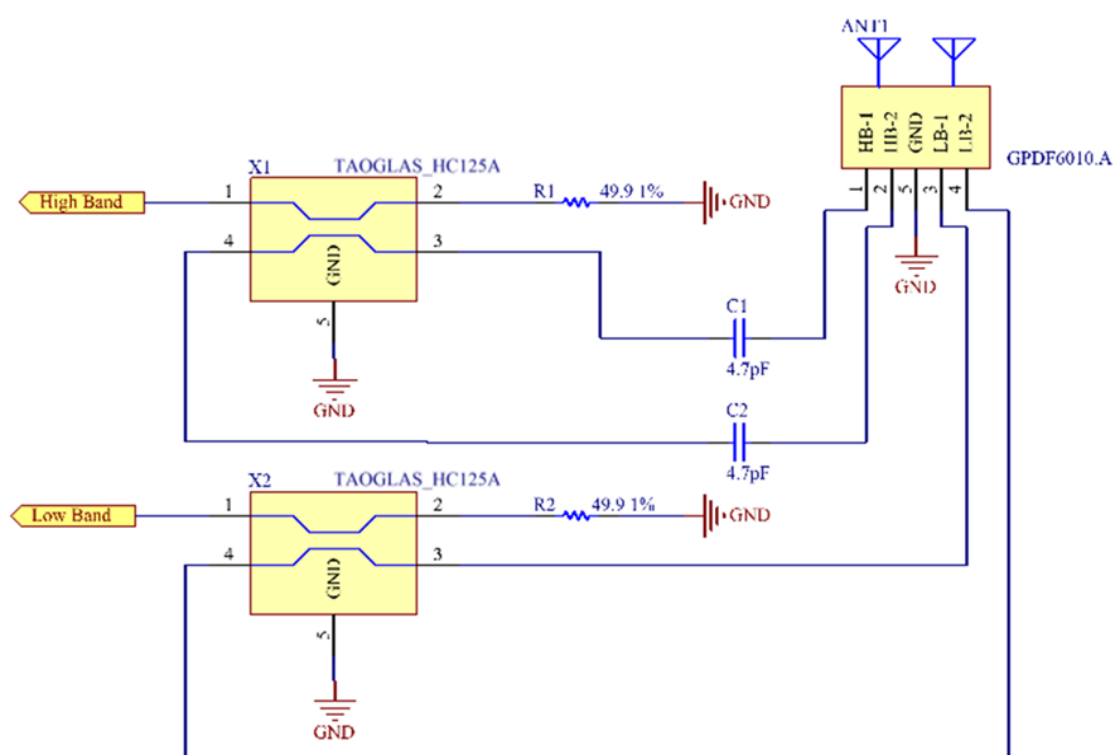 ANT1
HB-1
HB-2
GND
LB-1
LB-2
GPDF6010.A
1
2
5
3
4
GND
X1
TAOGLAS_HC125A
High Band
1
2
R1
49.9 1%
GND
4
3
GND
5
GND
C1
4.7pF
C2
4.7pF
X2
TAOGLAS_HC125A
Low Band
1
2
R2
49.9 1%
GND
4
3
GND
5
GND